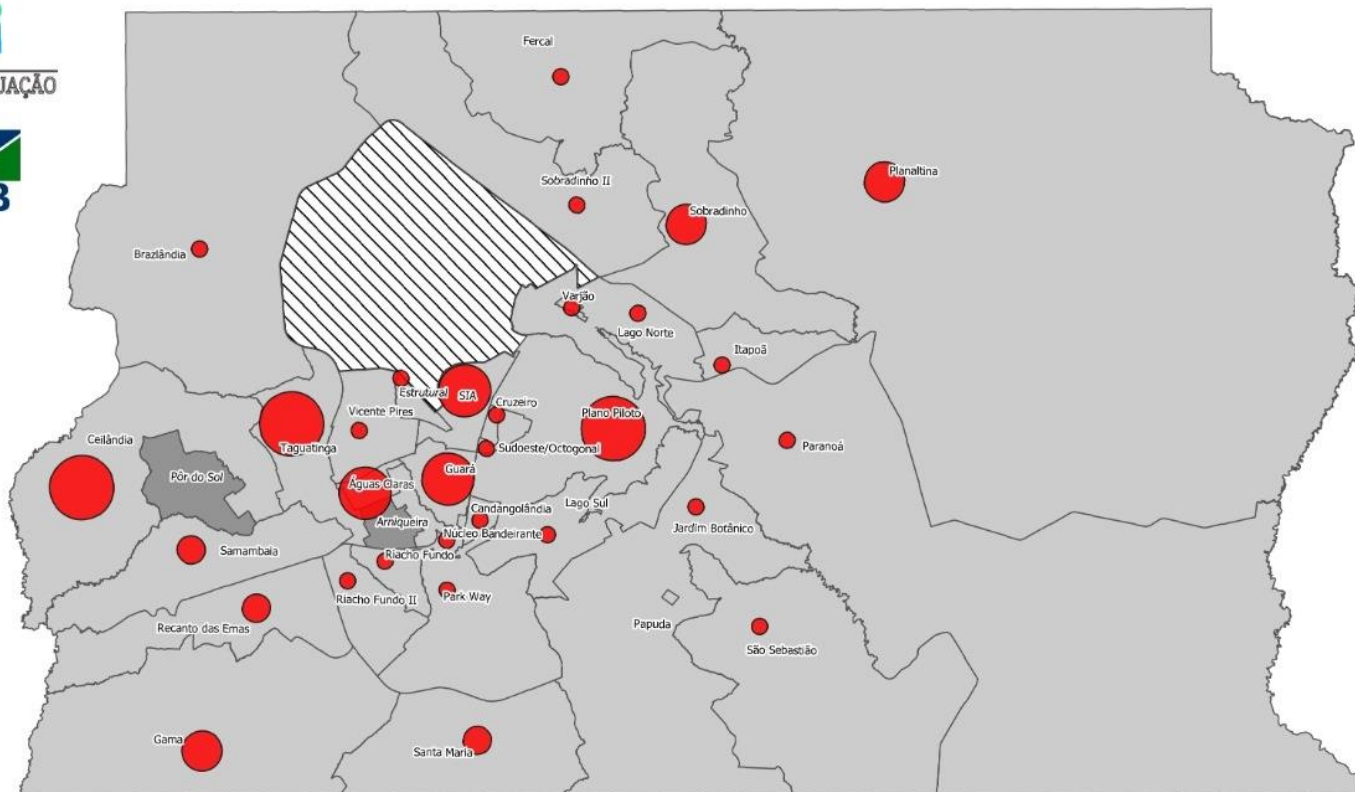 UAÇÃO
B
Fercal
Planaltina
Sobradinho II
Sobradinho
Brazlândia
Varjão
Lago Norte
Itapoã
Estrutural
SIA
Cruzeiro
Vicente Pires
Plano Piloto
Ceilândia
Taguatinga
Sudoeste/Octogonal
Paranoá
Pôr do Sol
Guará
Águas Claras
Lago Sul
Candangolândia
Arniqueira
Jardim Botânico
Núcleo Bandeirante
Samambaia
Riacho Fundo
Riacho Fundo II
Park Way
Recanto das Emas
Papuda
São Sebastião
Gama
Santa Maria